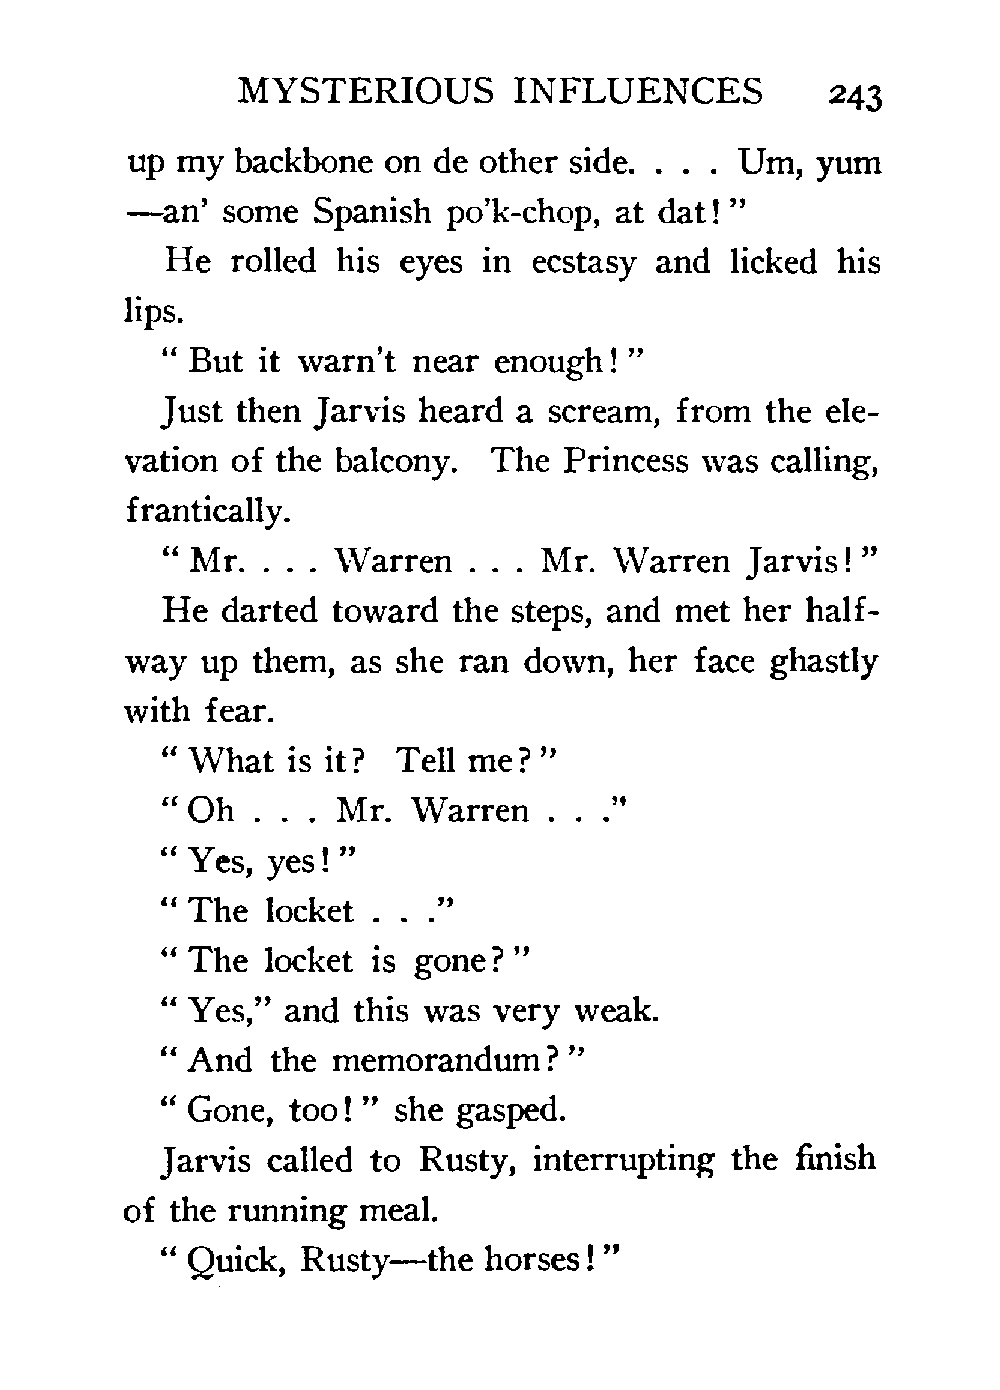 MYSTERIOUS INFLUENCES 243
up my backbone on de other side. . . . Um, yum
—an' some Spanish po'k-chop, at dat! "
He rolled his eyes in ecstasy and licked his
lips.
" But it warn't near enough! "
Just then Jarvis heard a scream, from the ele-
vation of the balcony. The Princess was calling,
frantically.
" Mr. . . . Warren . . . Mr. Warren Jarvis! "
He darted toward the steps, and met her half-
way up them, as she ran down, her face ghastly
with fear.
" What is it? Tell me? "
" Oh . . . Mr. Warren . . ."
" Yes, yes! "
" The locket . . ."
" The locket is gone? "
" Yes," and this was very weak.
" And the memorandum? "
" Gone, too! " she gasped.
Jarvis called to Rusty, interrupting the finish
of the running meal.
" Quick, Rusty—the horses! "